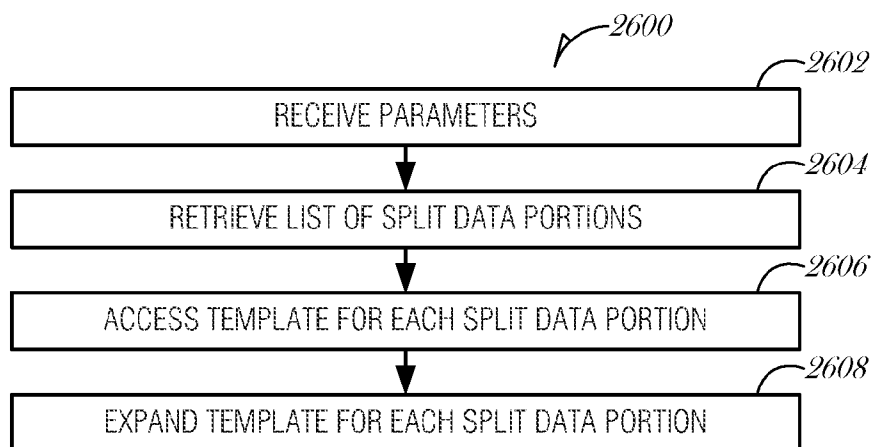 2600
2602
RECEIVE PARAMETERS
2604
RETRIEVE LIST OF SPLIT DATA PORTIONS
2606
ACCESS TEMPLATE FOR EACH SPLIT DATA PORTION
2608
EXPAND TEMPLATE FOR EACH SPLIT DATA PORTION